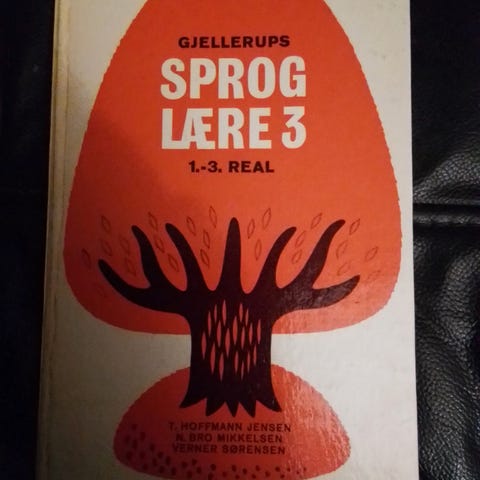 GJELLERUPS
SPROG
LÆRE 3
1.-3. REAL
T. HOFFMANN JENSEN
N. BRO MIKKELSEN
VERNER SØRENSEN